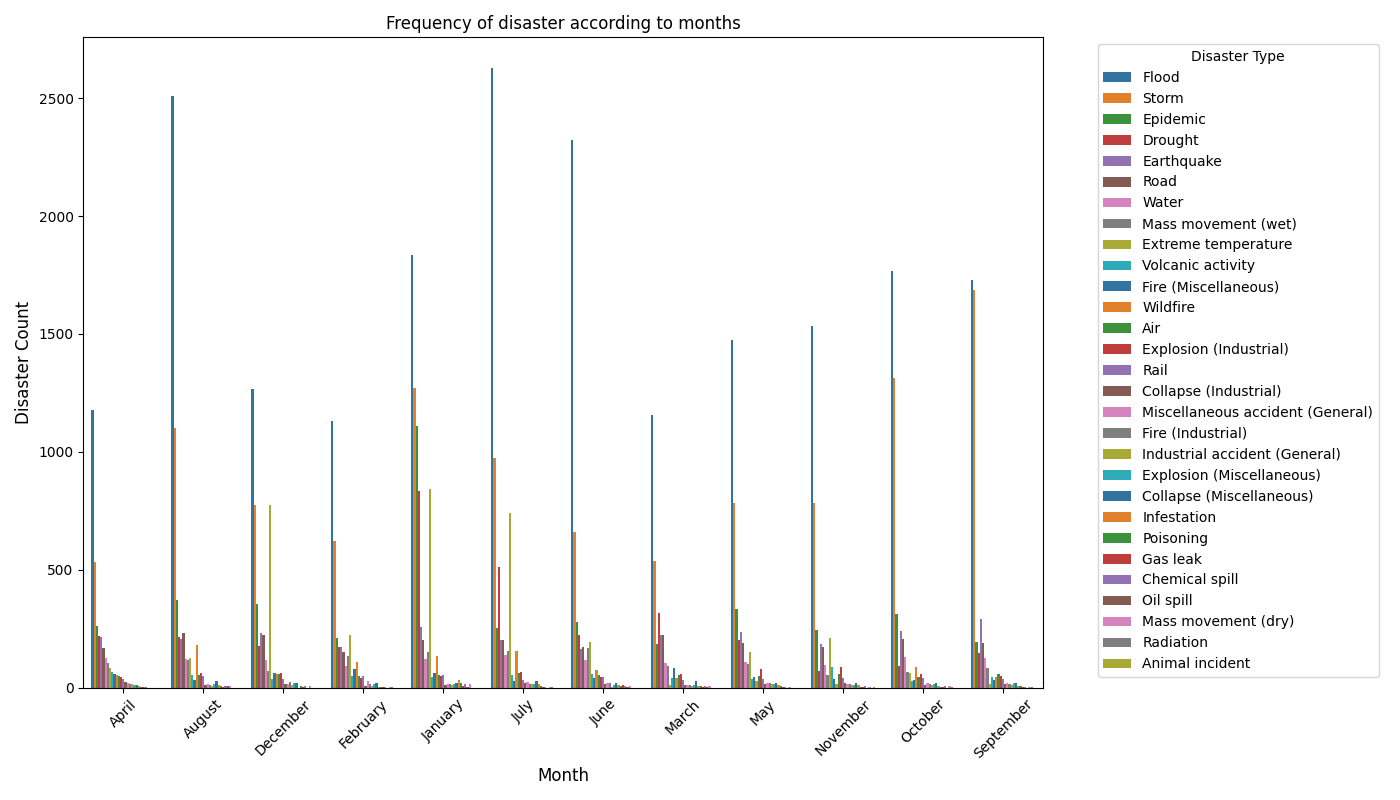 Frequency of disaster according to months
Disaster Count
2500
2000
1500
1000
500
0
April
August
December
February
January
July
June
March
May
November
October
September
Month
Disaster Type
Flood
Storm
Epidemic
Drought
Earthquake
Road
Water
Mass movement (wet)
Extreme temperature
Volcanic activity
Fire (Miscellaneous)
Wildfire
Air
Explosion (Industrial)
Rail
Collapse (Industrial)
Miscellaneous accident (General)
Fire (Industrial)
Industrial accident (General)
Explosion (Miscellaneous)
Collapse (Miscellaneous)
Infestation
Poisoning
Gas leak
Chemical spill
Oil spill
Mass movement (dry)
Radiation
Animal incident